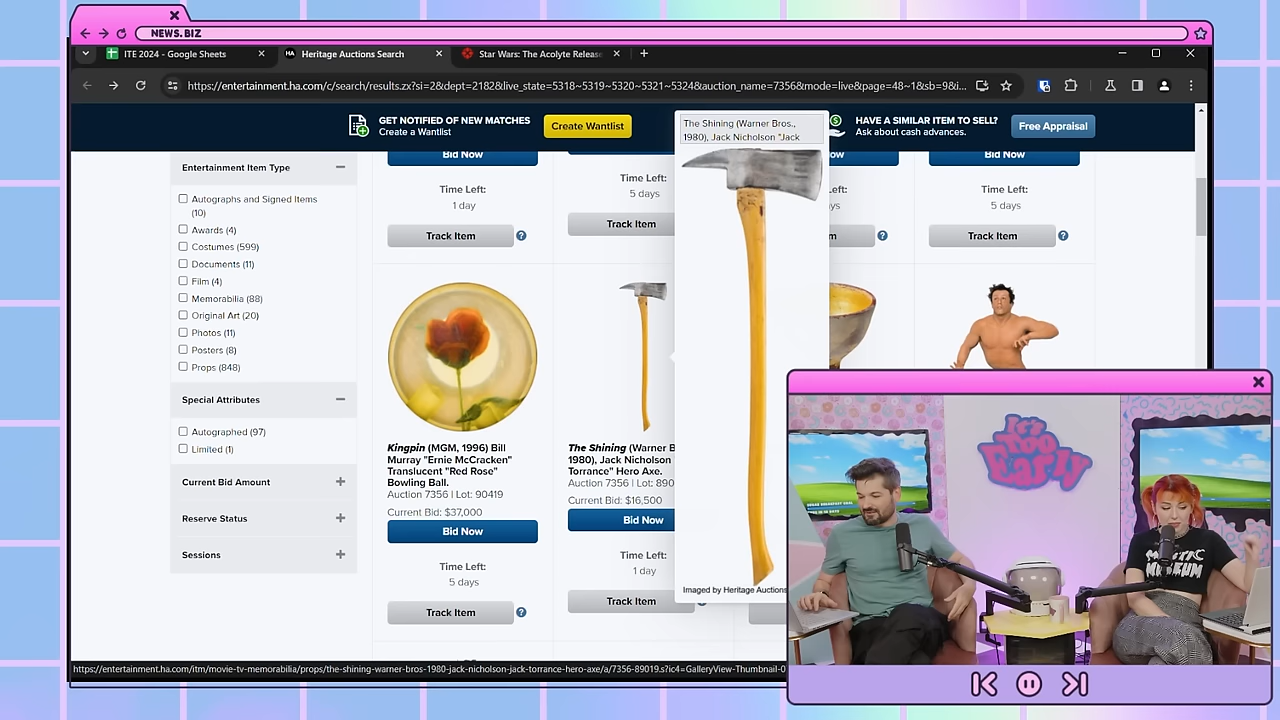 NEWS.BIZ
ITE 2024 - Google Sheets
HA
Heritage Auctions Search
Star Wars: The Acolyte Release
https://entertainment.ha.com/c/search/results.zx?si=2&dept=2182&live_state=5318~5319~5320~5321~5324&auction_name=7356&mode=live&page=48~1&sb=9&i...
GET NOTIFIED OF NEW MATCHES
Create a Wantlist
Create Wantlist
HAVE A SIMILAR ITEM TO SELL?
Ask about cash advances.
Free Appraisal
The Shining (Warner Bros.,
1980), Jack Nicholson "Jack
Entertainment Item Type
Autographs and Signed Items
(10)
Awards (4)
Costumes (599)
Documents (11)
Film (4)
Memorabilia (88)
Original Art (20)
Photos (11)
Posters (8)
Props (848)
Special Attributes
Autographed (97)
Limited (1)
Current Bid Amount
Reserve Status
Sessions
Bid Now
Time Left:
1 day
Track Item
Time Left:
5 days
Track Item
ow
eft:
ys
m
Bid Now
Time Left:
5 days
Track Item
Kingpin (MGM, 1996) Bill
Murray "Ernie McCracken"
Translucent "Red Rose"
Bowling Ball.
Auction 7356 | Lot: 90419
Current Bid: $37,000
Bid Now
Time Left:
5 days
Track Item
The Shining (Warner B
1980), Jack Nicholson
Torrance" Hero Axe.
Auction 7356 | Lot: 890
Current Bid: $16,500
Bid Now
Time Left:
1 day
Track Item
Imaged by Heritage Auctions
https://entertainment.ha.com/itm/movie-tv-memorabilia/props/the-shining-warner-bros-1980-jack-nicholson-jack-torrance-hero-axe/a/7356-89019.s?ic4=GalleryView-Thumbnail-0
It's
Too
Early
MYSTIC
MUSEUM